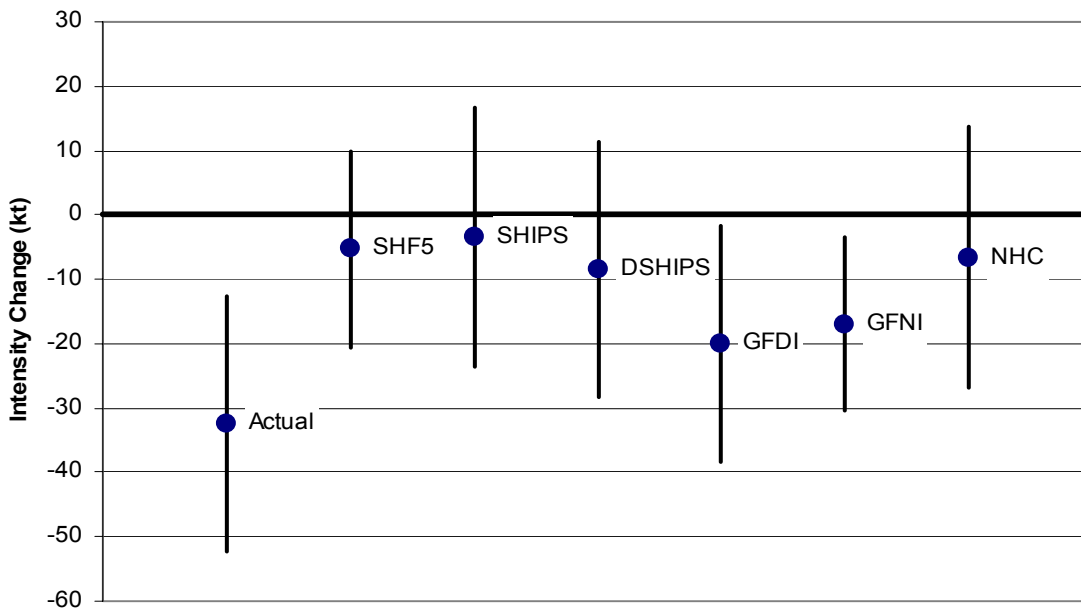 30
20
10
0
-10
-20
-30
-40
-50
-60
Intensity Change (kt)
Actual
SHF5
SHIPS
DSHIPS
GFDI
GFNI
NHC